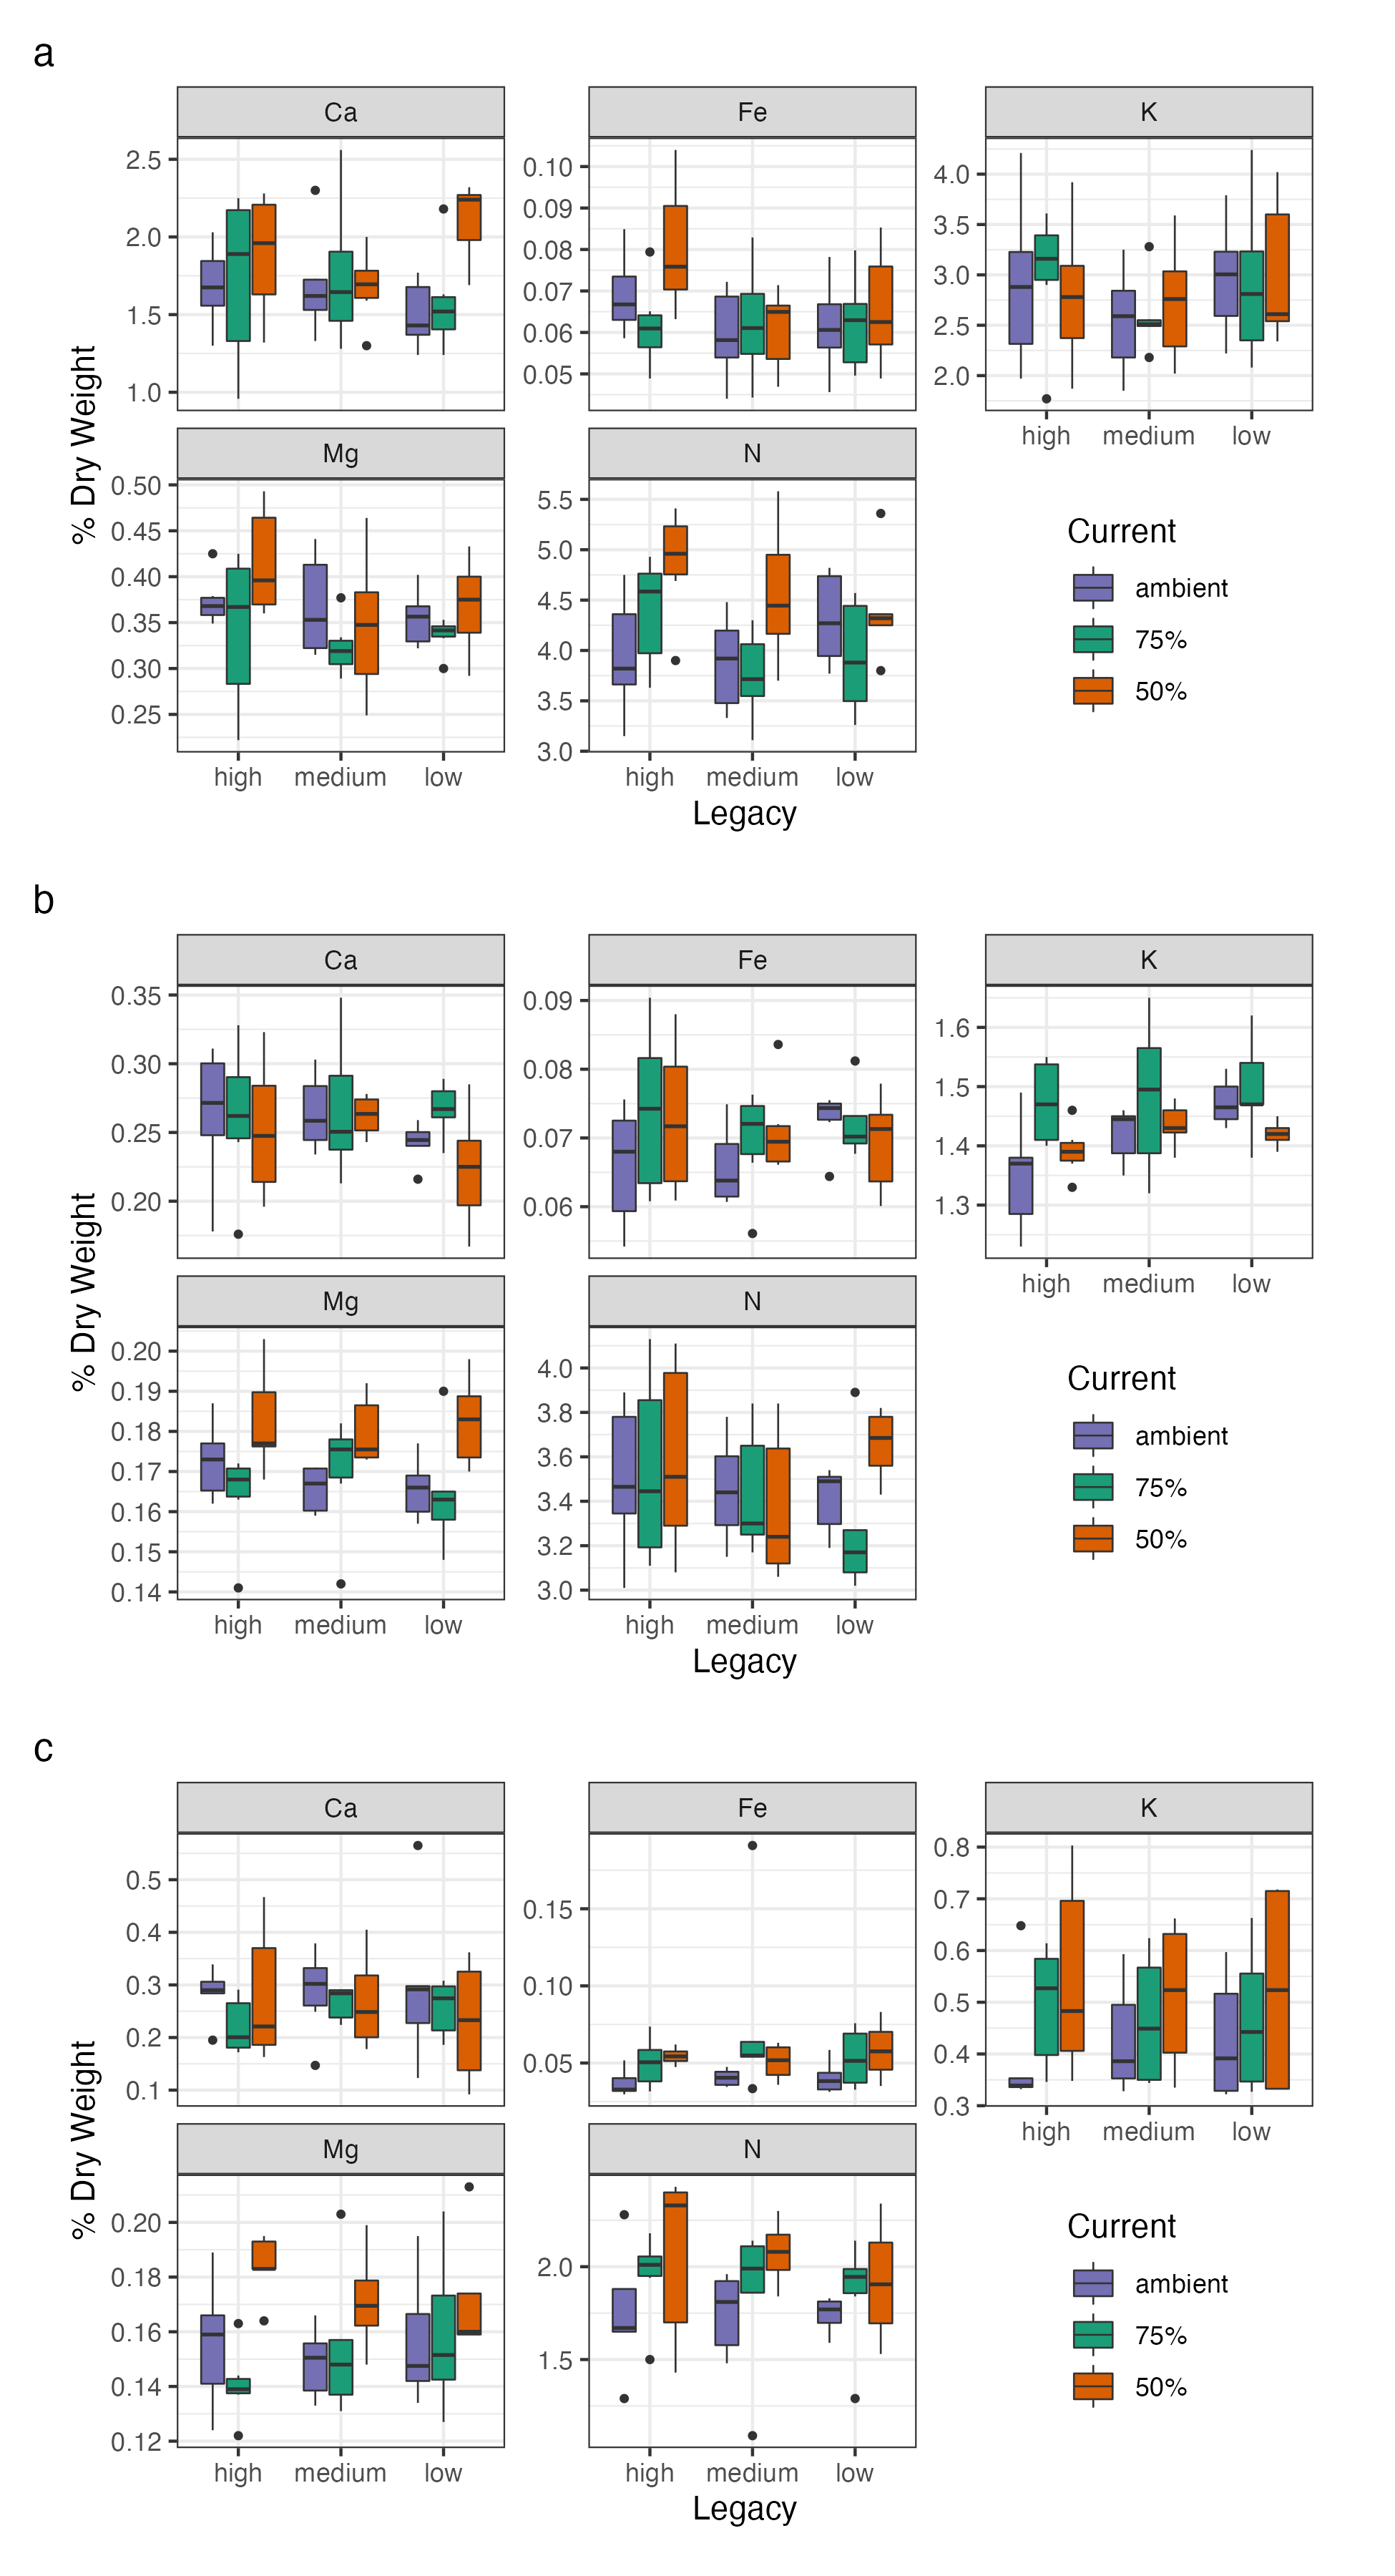 a
Ca
Fe
K
2.5
2.0
1.5
1.0
0.10
0.09
0.08
0.07
0.06
0.05
4.0
3.5
3.0
2.5
2.0
high medium low
% Dry Weight
Mg
N
0.50
0.45
0.40
0.35
0.30
0.25
5.5
5.0
4.5
4.0
3.5
3.0
high medium low
high medium low
Legacy
Current
ambient
75%
50%
b
Ca
Fe
K
0.35
0.30
0.25
0.20
0.09
0.08
0.07
0.06
1.6
1.5
1.4
1.3
high medium low
% Dry Weight
Mg
N
0.20
0.19
0.18
0.17
0.16
0.15
0.14
4.0
3.8
3.6
3.4
3.2
3.0
high medium low
high medium low
Legacy
Current
ambient
75%
50%
c
Ca
Fe
K
0.5
0.4
0.3
0.2
0.1
0.15
0.10
0.05
0.8
0.7
0.6
0.5
0.4
0.3
high medium low
% Dry Weight
Mg
N
0.20
0.18
0.16
0.14
0.12
2.0
1.5
high medium low
high medium low
Legacy
Current
ambient
75%
50%